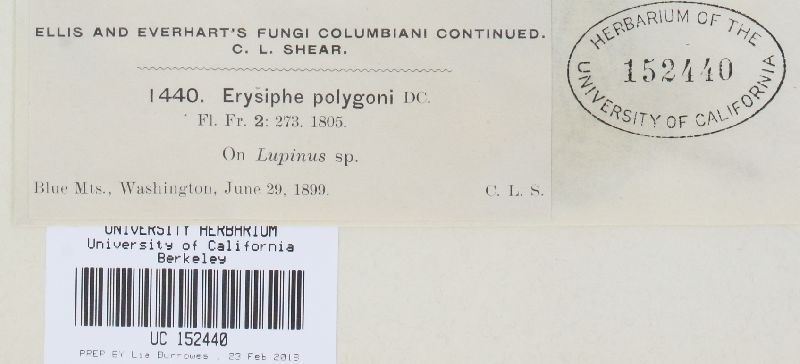 ELLIS AND EVERHART'S FUNGI COLUMBIANI CONTINUED.
C. L. SHEAR.
1440. Erysiphe polygoni DC.
Fl. Fr. 2: 273. 1805.
On Lupinus sp.
Blue Mts., Washington, June 29, 1899. C. L. S.
HERBARIUM OF THE
152440
UNIVERSITY OF CALIFORNIA
UNIVERSITY HERBARIUM
University of California
Berkeley
UC 152440
PREP BY Lia Burrowes . 23 Feb 2013